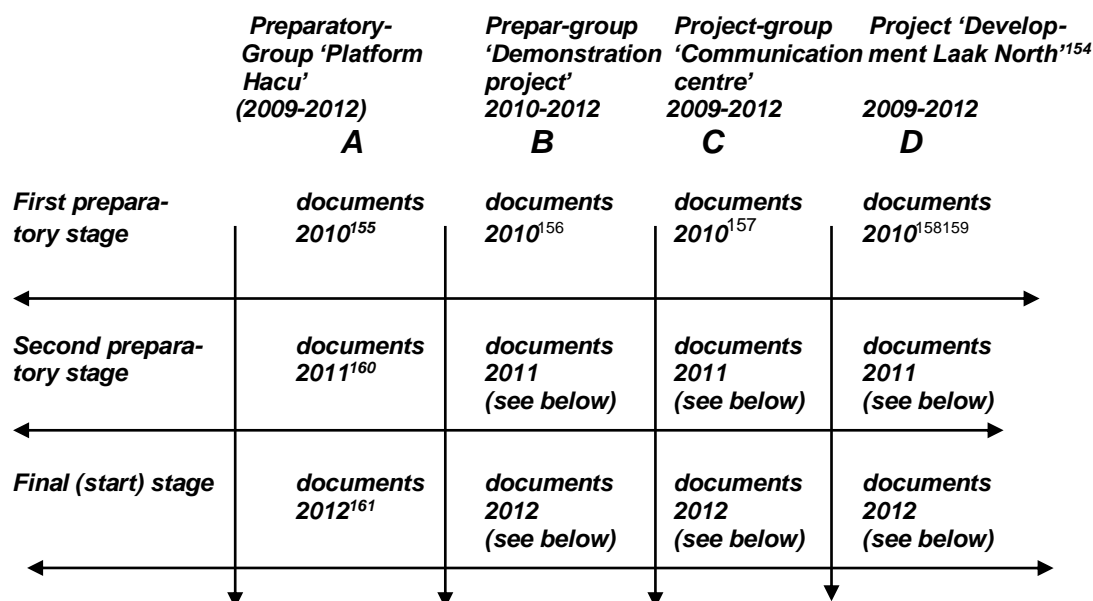 Preparatory- Prepar-group Project-group Project ‘Develop-
Group ‘Platform ‘Demonstration ‘Communication ment Laak North’154
Hacu’ project’ centre’
(2009-2012) 2010-2012 2009-2012 2009-2012
A B C D
First prepara- documents documents documents documents
tory stage 2010155 2010156 2010157 2010158159
Second prepara- documents documents documents documents
tory stage 2011160 2011 2011 2011
(see below) (see below) (see below)
Final (start) stage documents documents documents documents
2012161 2012 2012 2012
(see below) (see below) (see below)